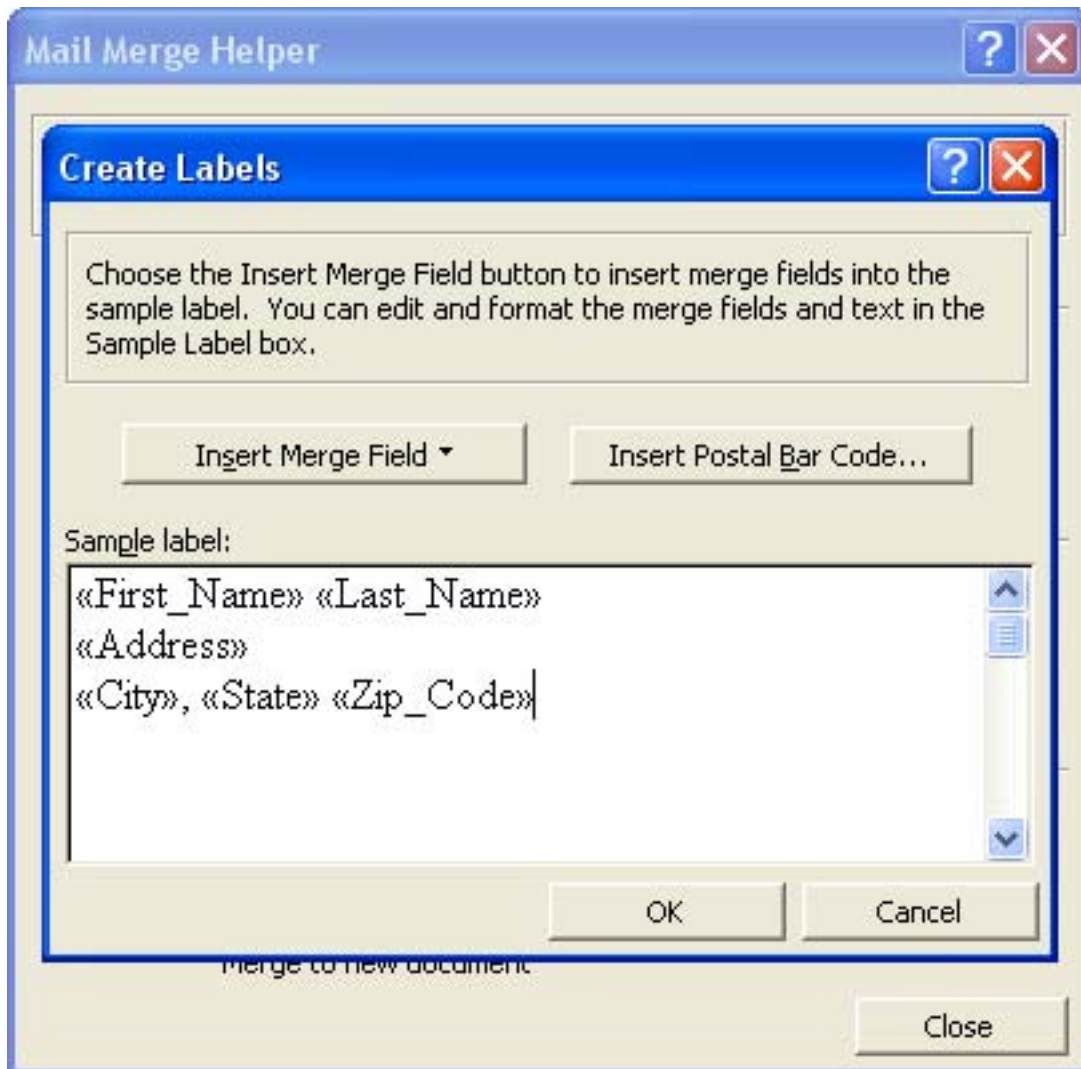 Mail Merge Helper
Create Labels
Choose the Insert Merge Field button to insert merge fields into the
sample label. You can edit and format the merge fields and text in the
Sample Label box.
Insert Merge Field
Insert Postal Bar Code...
Sample label:
«First_Name» «Last_Name»
«Address»
«City», «State» «Zip_Code»
OK
Cancel
Merge to new document
Close